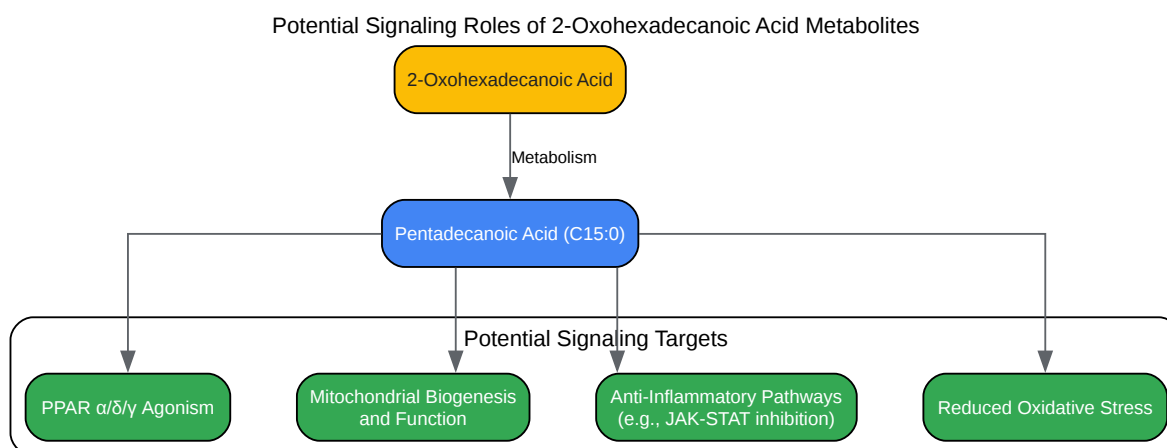 Potential Signaling Roles of 2-Oxohexadecanoic Acid Metabolites
2-Oxohexadecanoic Acid
Metabolism
Pentadecanoic Acid (C15:0)
Potential Signaling Targets
PPAR α/δ/γ Agonism
Mitochondrial Biogenesis
and Function
Anti-Inflammatory Pathways
(e.g., JAK-STAT inhibition)
Reduced Oxidative Stress